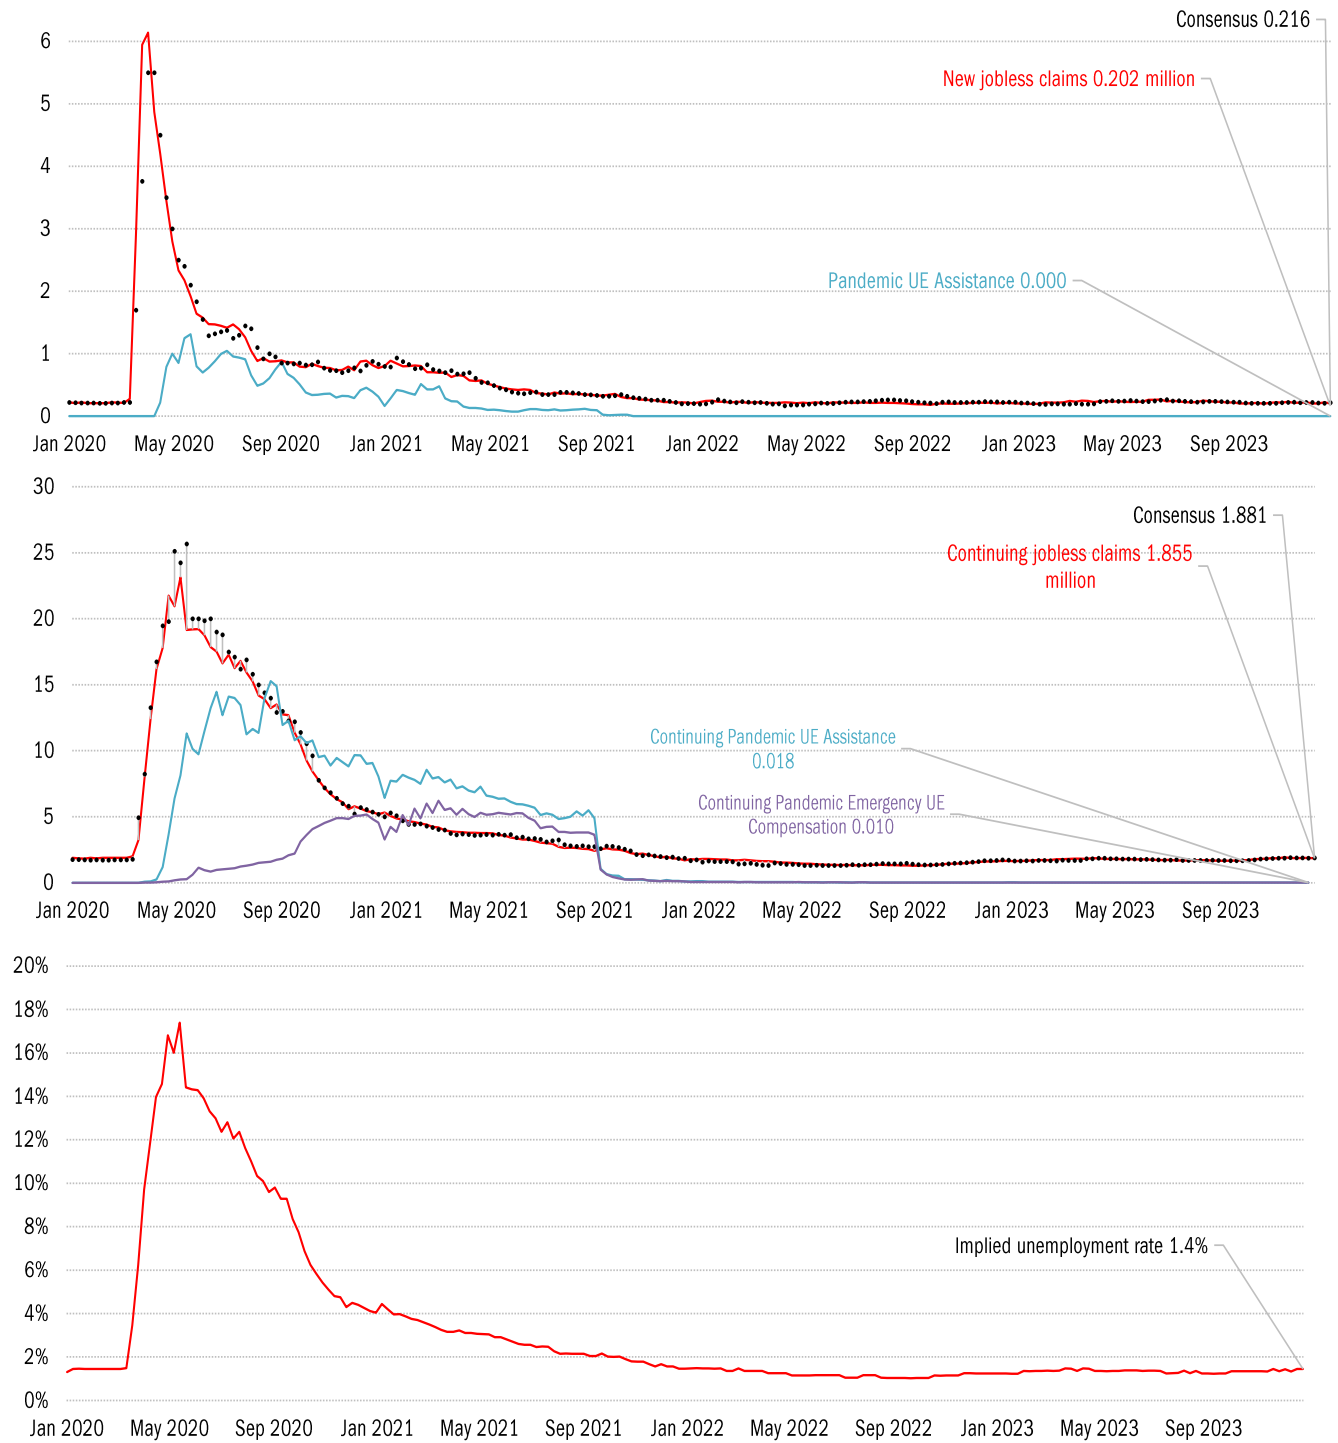 Consensus 0.216
6
New jobless claims 0.202 million
5
4
3
Pandemic UE Assistance 0.000
2
1
0
Jan 2020 May 2020 Sep 2020 Jan 2021 May 2021 Sep 2021 Jan 2022 May 2022 Sep 2022 Jan 2023 May 2023 Sep 2023
30
Consensus 1.881
25
Continuing jobless claims 1.855
million
20
15
Continuing Pandemic UE Assistance
0.018
10
Continuing Pandemic Emergency UE
Compensation 0.010
5
0
Jan 2020 May 2020 Sep 2020 Jan 2021 May 2021 Sep 2021 Jan 2022 May 2022 Sep 2022 Jan 2023 May 2023 Sep 2023
20%
18%
16%
14%
12%
10%
8%
Implied unemployment rate 1.4%
6%
4%
2%
0%
Jan 2020 May 2020 Sep 2020 Jan 2021 May 2021 Sep 2021 Jan 2022 May 2022 Sep 2022 Jan 2023 May 2023 Sep 2023